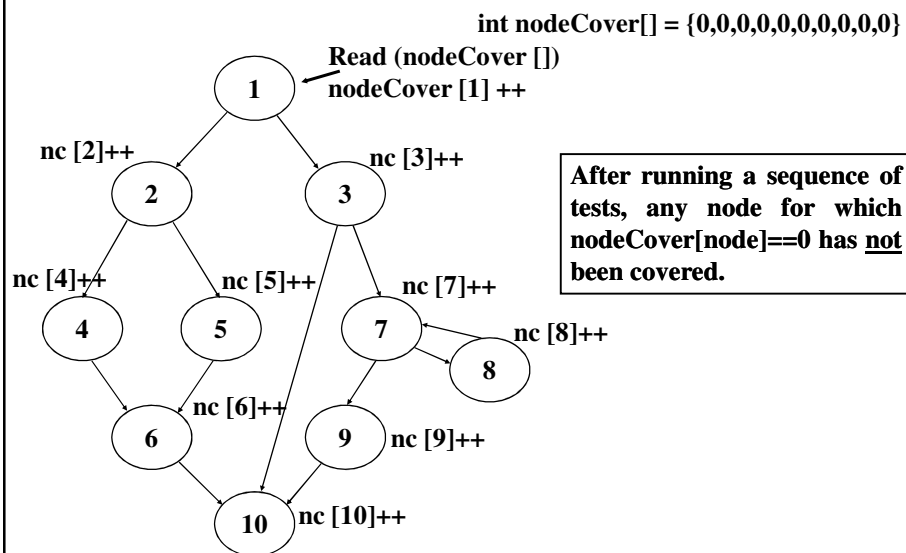 int nodeCover[] = {0,0,0,0,0,0,0,0,0,0}
Read (nodeCover [])
nodeCover [1] ++
1
nc [2]++
nc [3]++
2
3
After running a sequence of
tests, any node for which
nodeCover[node]==0 has not
been covered.
nc [4]++
nc [5]++
nc [7]++
4
5
7
nc [8]++
8
nc [6]++
6
9
nc [9]++
10
nc [10]++